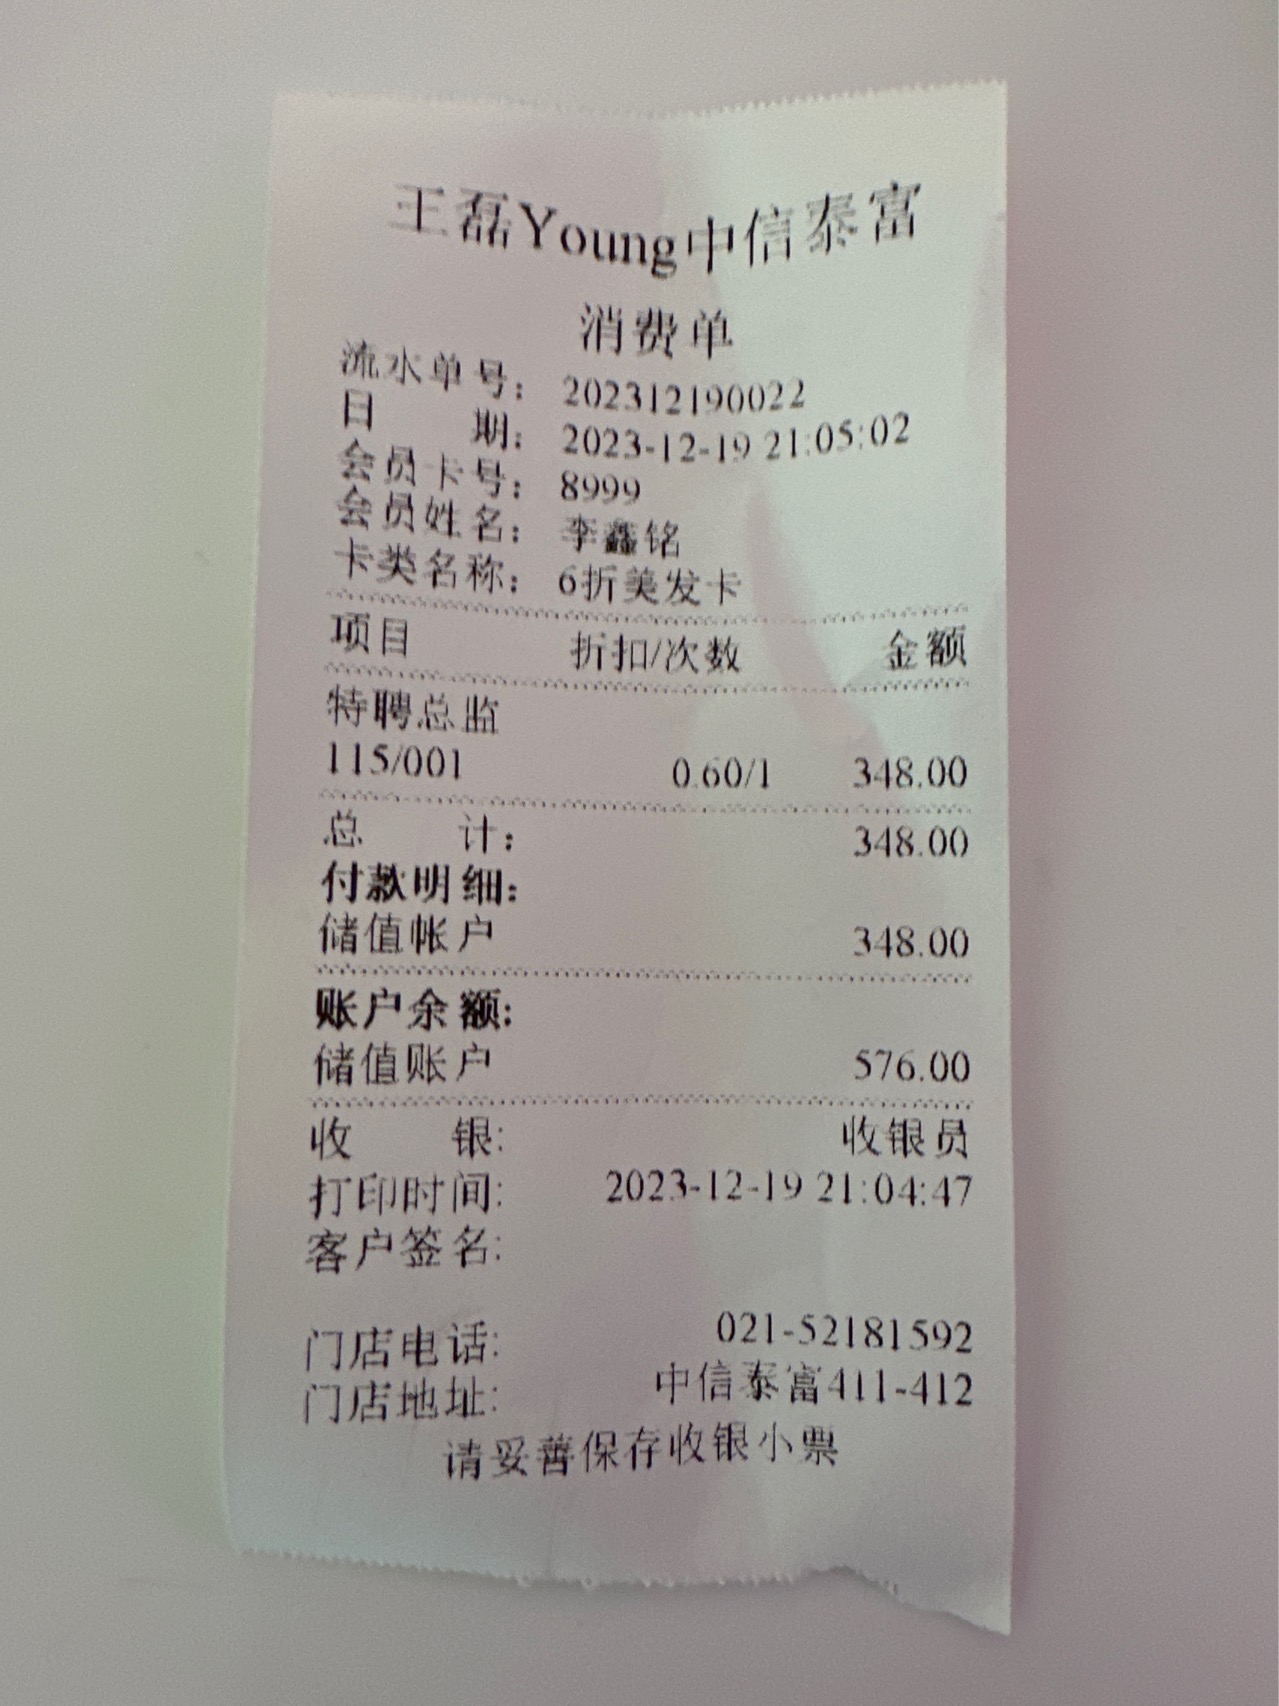 王磊Young中信泰富
消费单
流水单号： 202312190022
日 期： 2023-12-19 21:05:02
会员卡号： 8999
会员姓名： 李鑫铭
卡类名称： 6折美发卡
项目 折扣/次数 金额
特聘总监
115/001 0.60/1 348.00
总 计： 348.00
付款明细：
储值帐户 348.00
账户余额:
储值账户 576.00
收 银: 收银员
打印时间: 2023-12-19 21:04:47
客户签名:
门店电话: 021-52181592
门店地址: 中信泰富411-412
请妥善保存收银小票